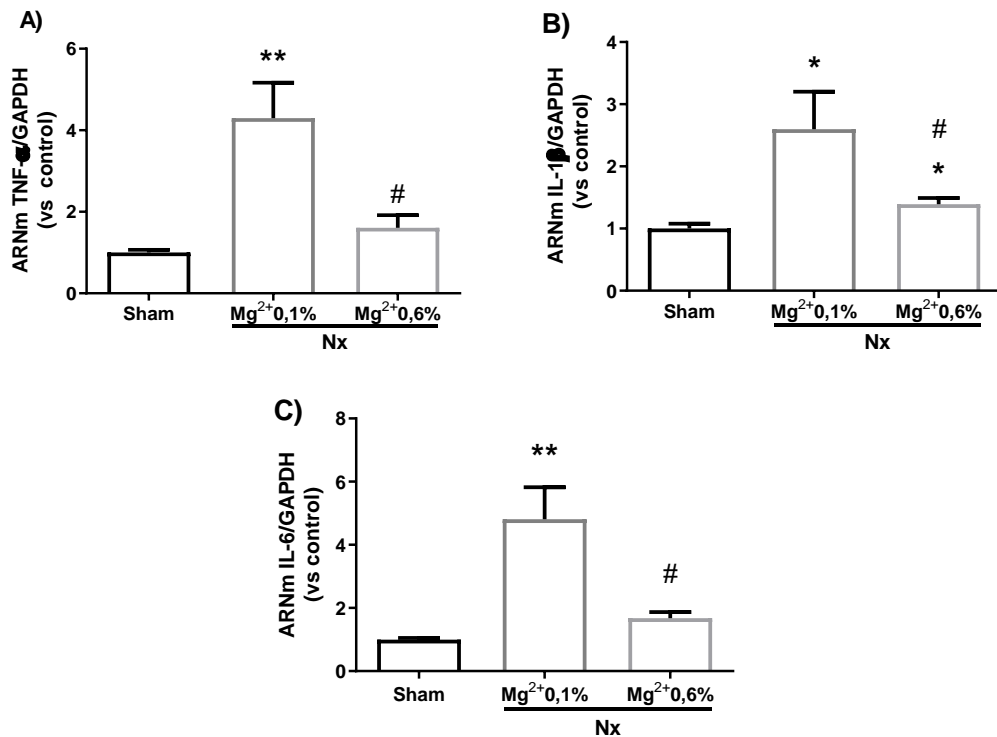 A)
ARNm TNF-α/GAPDH
(vs control)
6
4
2
0
**
#
Sham
Mg²⁺0,1%
Mg²⁺0,6%
Nx
B)
ARNm IL-1β/GAPDH
(vs control)
4
3
2
1
0
*
#
*
Sham
Mg²⁺0,1%
Mg²⁺0,6%
Nx
C)
ARNm IL-6/GAPDH
(vs control)
8
6
4
2
0
**
#
Sham
Mg²⁺0,1%
Mg²⁺0,6%
Nx